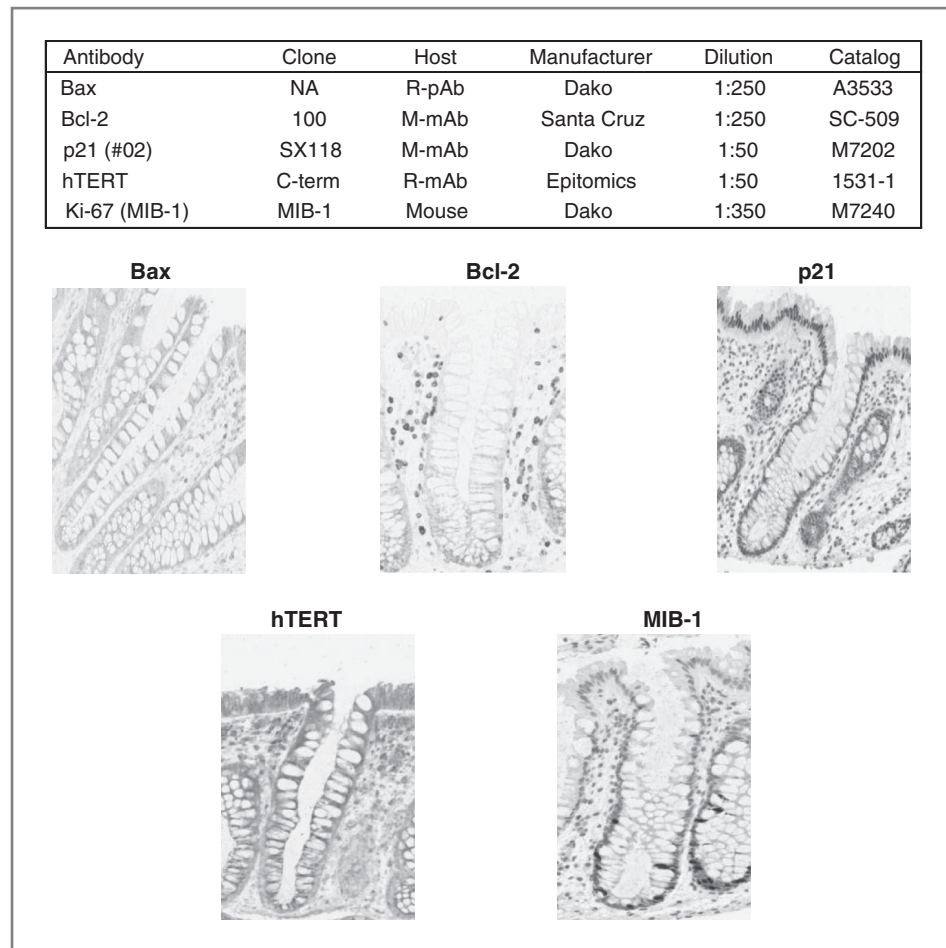 Antibody Clone Host Manufacturer Dilution Catalog
Bax NA R-pAb Dako 1:250 A3533
Bcl-2 100 M-mAb Santa Cruz 1:250 SC-509
p21 (#02) SX118 M-mAb Dako 1:50 M7202
hTERT C-term R-mAb Epitomics 1:50 1531-1
Ki-67 (MIB-1) MIB-1 Mouse Dako 1:350 M7240
Bax Bcl-2 p21
hTERT MIB-1